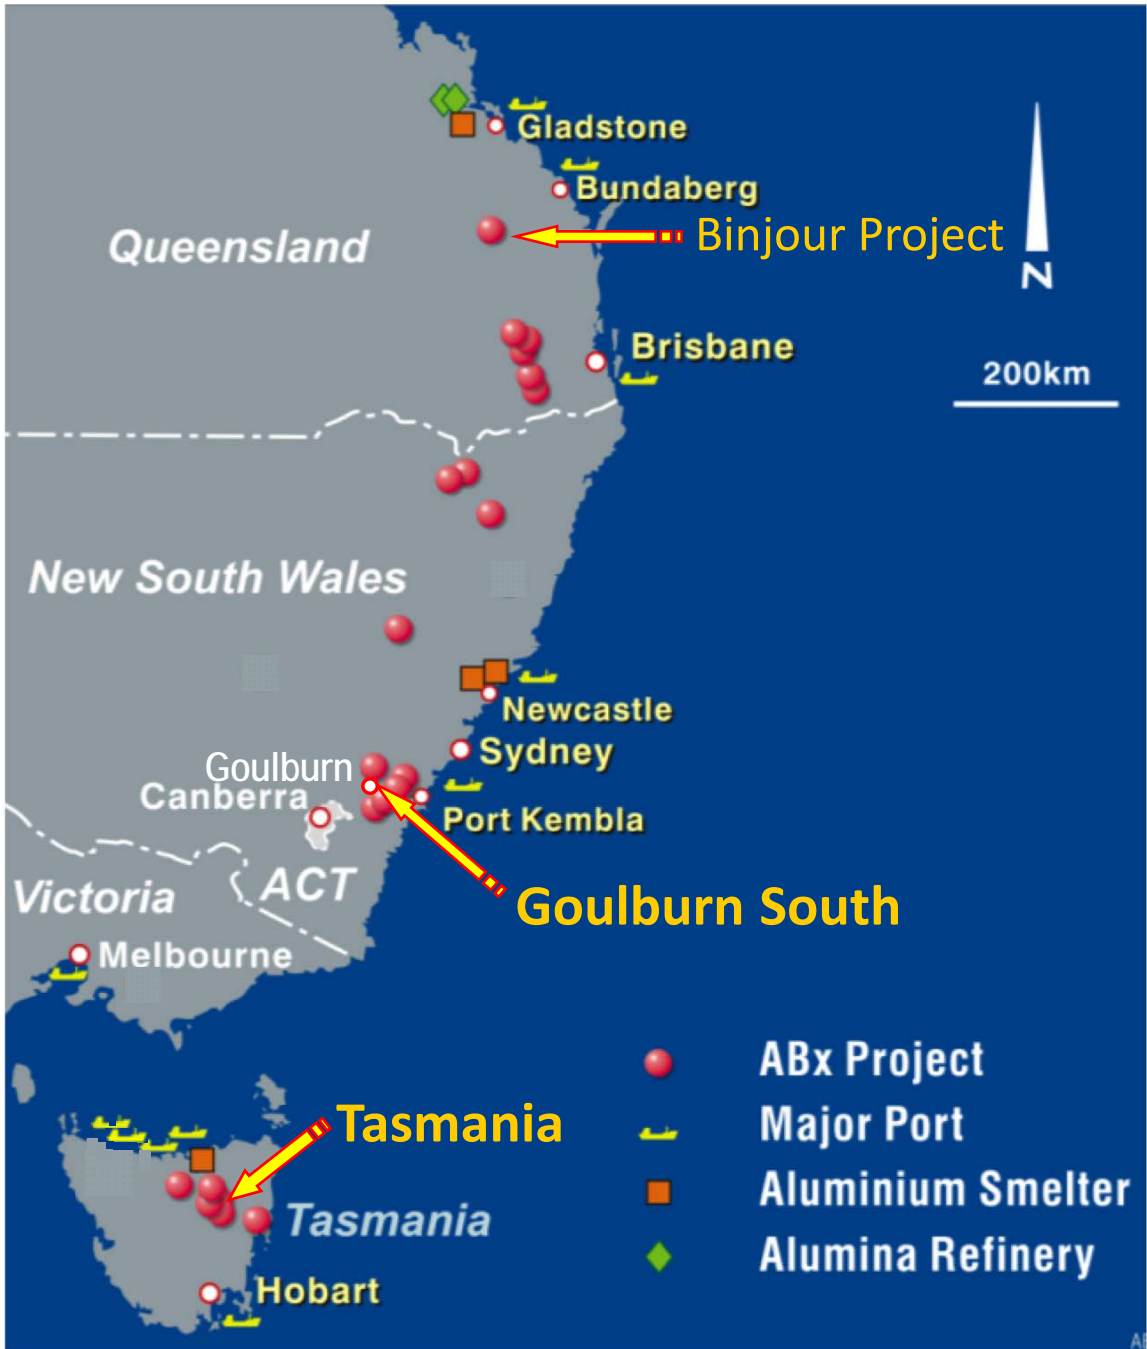 Gladstone
Bundaberg
Queensland
Binjour Project
N
Brisbane
200km
New South Wales
Newcastle
Sydney
Goulburn
Canberra
Port Kembla
Victoria
ACT
Goulburn South
Melbourne
ABx Project
Tasmania
Major Port
Aluminium Smelter
Tasmania
Alumina Refinery
Hobart